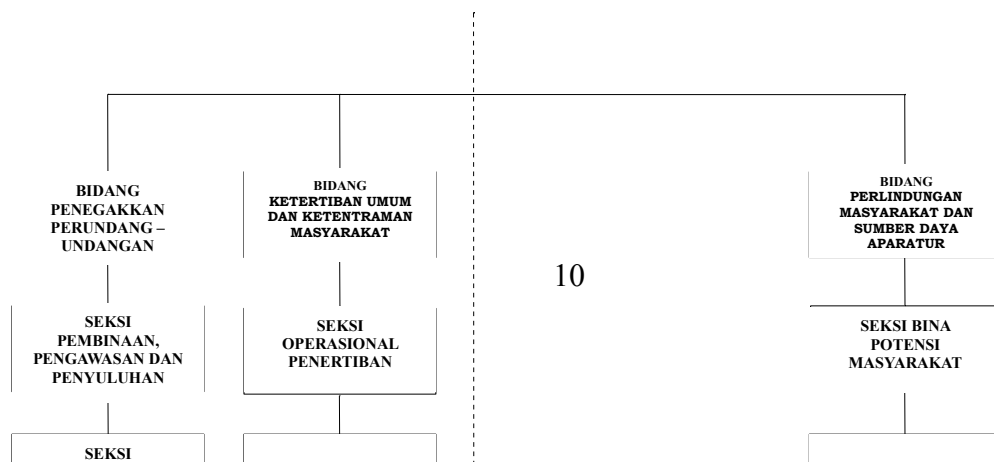 BIDANG
PENEGAKKAN
PERUNDANG –
UNDANGAN
BIDANG
KETERTIBAN UMUM
DAN KETENTRAMAN
MASYARAKAT
BIDANG
PERLINDUNGAN
MASYARAKAT DAN
SUMBER DAYA
APARATUR
10
SEKSI
PEMBINAAN,
PENGAWASAN DAN
PENYULUHAN
SEKSI
OPERASIONAL
PENERTIBAN
SEKSI BINA
POTENSI
MASYARAKAT
SEKSI